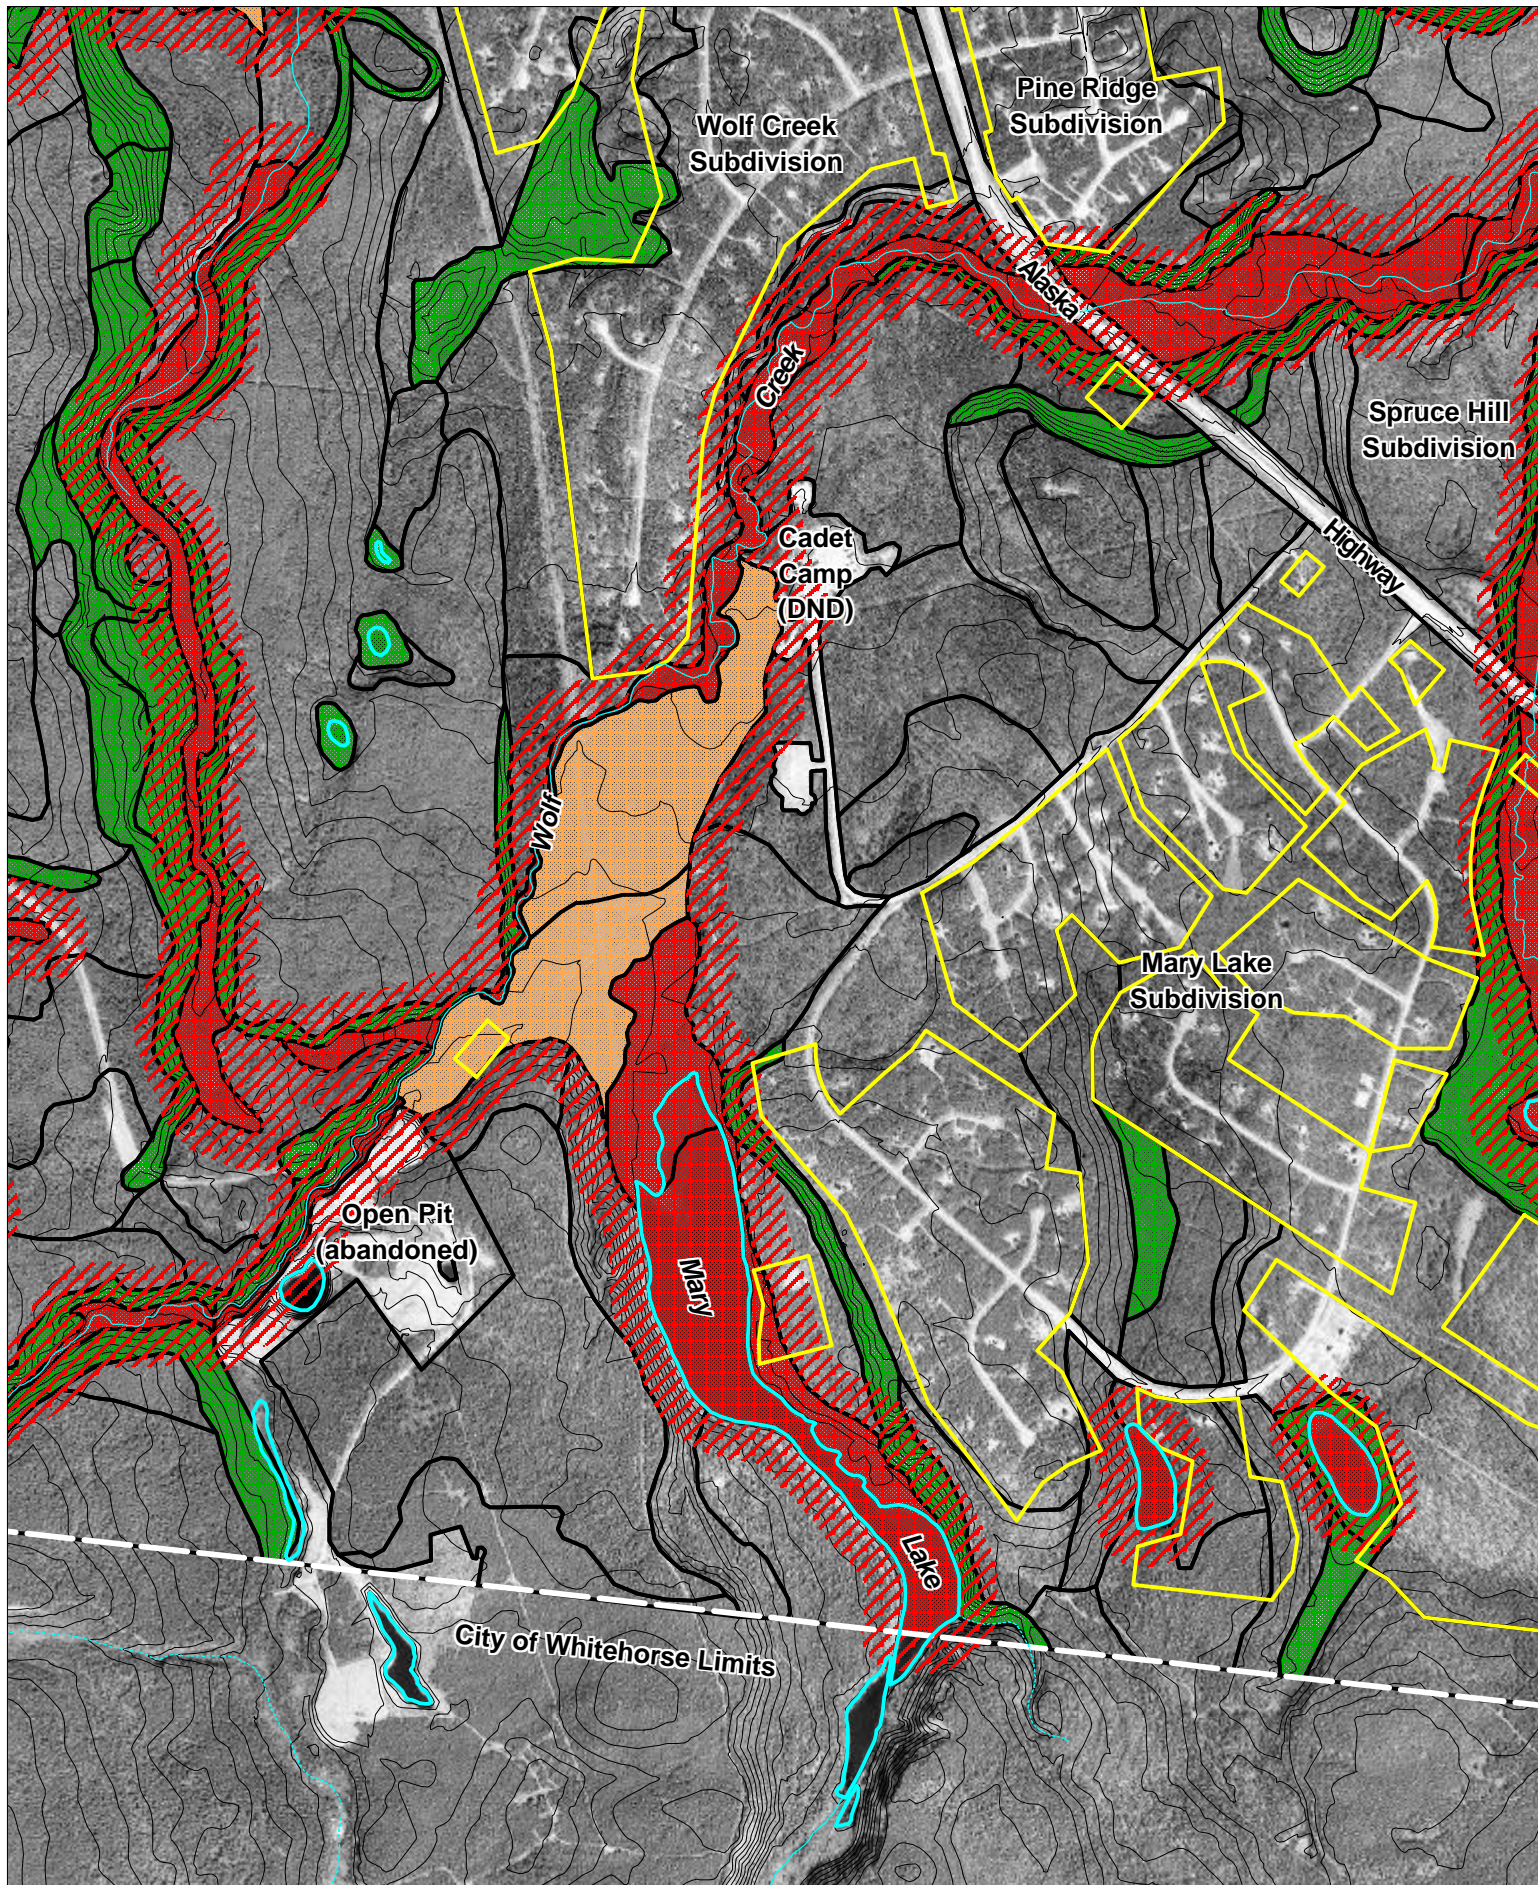 Pine Ridge
Subdivision
Wolf Creek
Subdivision
Alaska
Creek
Spruce Hill
Subdivision
Highway
Cadet
Camp
(DND)
Wolf
Mary Lake
Subdivision
Open Pit
(abandoned)
Mary
Lake
City of Whitehorse Limits